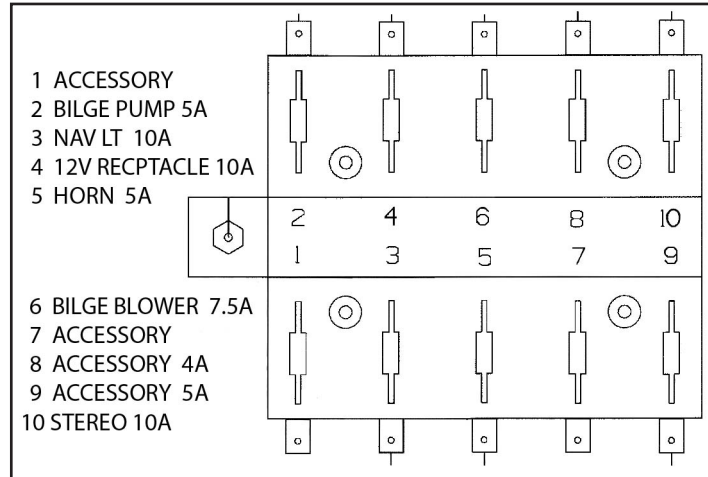 1 ACCESSORY
2 BILGE PUMP 5A
3 NAV LT 10A
4 12V RECPTACLE 10A
5 HORN 5A
2 4 6 8 10
1 3 5 7 9
6 BILGE BLOWER 7.5A
7 ACCESSORY
8 ACCESSORY 4A
9 ACCESSORY 5A
10 STEREO 10A